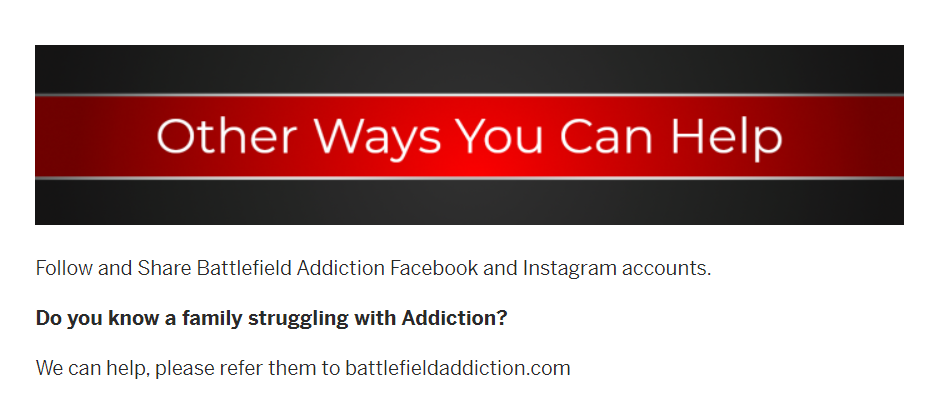 Other Ways You Can Help
Follow and Share Battlefield Addiction Facebook and Instagram accounts.
Do you know a family struggling with Addiction?
We can help, please refer them to battlefieldaddiction.com